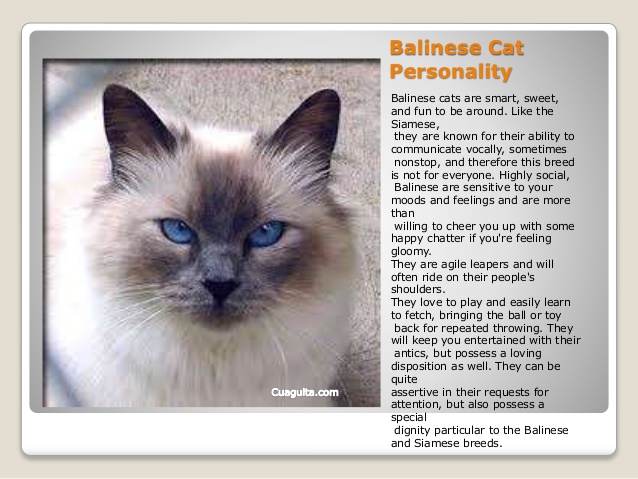 Balinese Cat
Personality
Balinese cats are smart, sweet,
and fun to be around. Like the
Siamese,
they are known for their ability to
communicate vocally, sometimes
nonstop, and therefore this breed
is not for everyone. Highly social,
Balinese are sensitive to your
moods and feelings and are more
than
willing to cheer you up with some
happy chatter if you're feeling
gloomy.
They are agile leapers and will
often ride on their people's
shoulders.
They love to play and easily learn
to fetch, bringing the ball or toy
back for repeated throwing. They
will keep you entertained with their
antics, but possess a loving
disposition as well. They can be
quite
assertive in their requests for
attention, but also possess a
special
dignity particular to the Balinese
and Siamese breeds.
Cuaguita.com